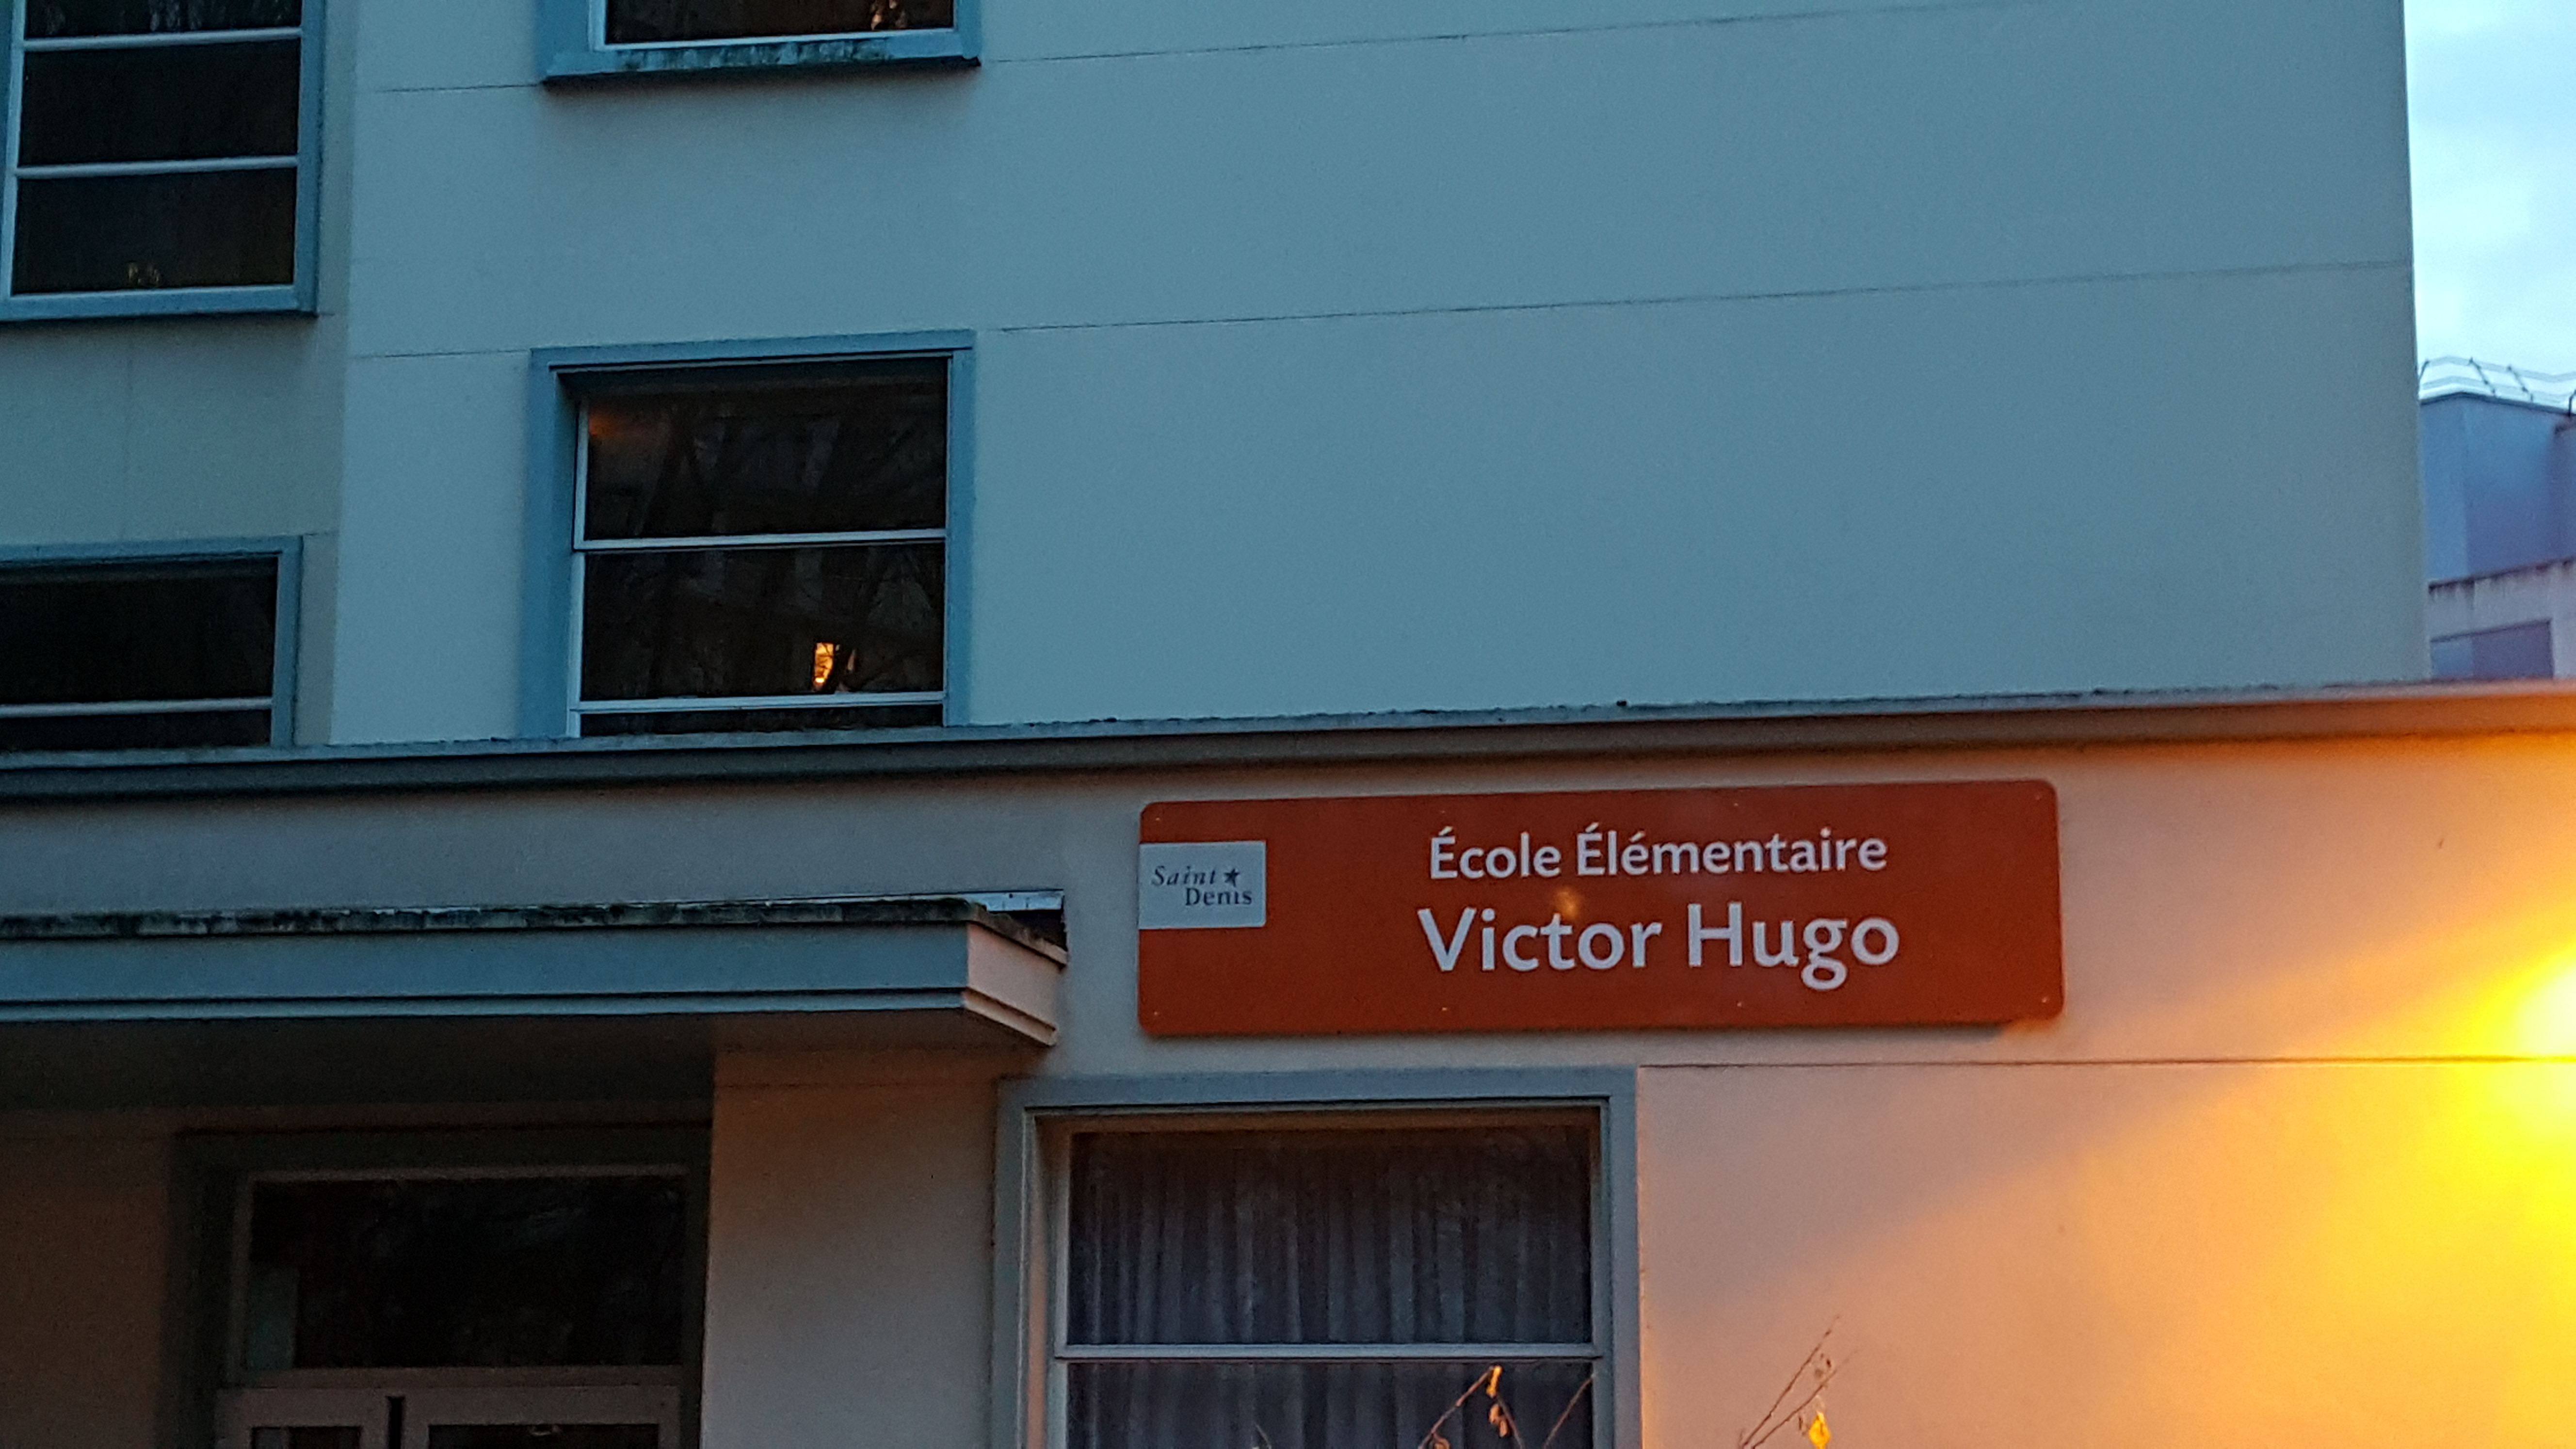 Saint
Denis
École Élémentaire
Victor Hugo